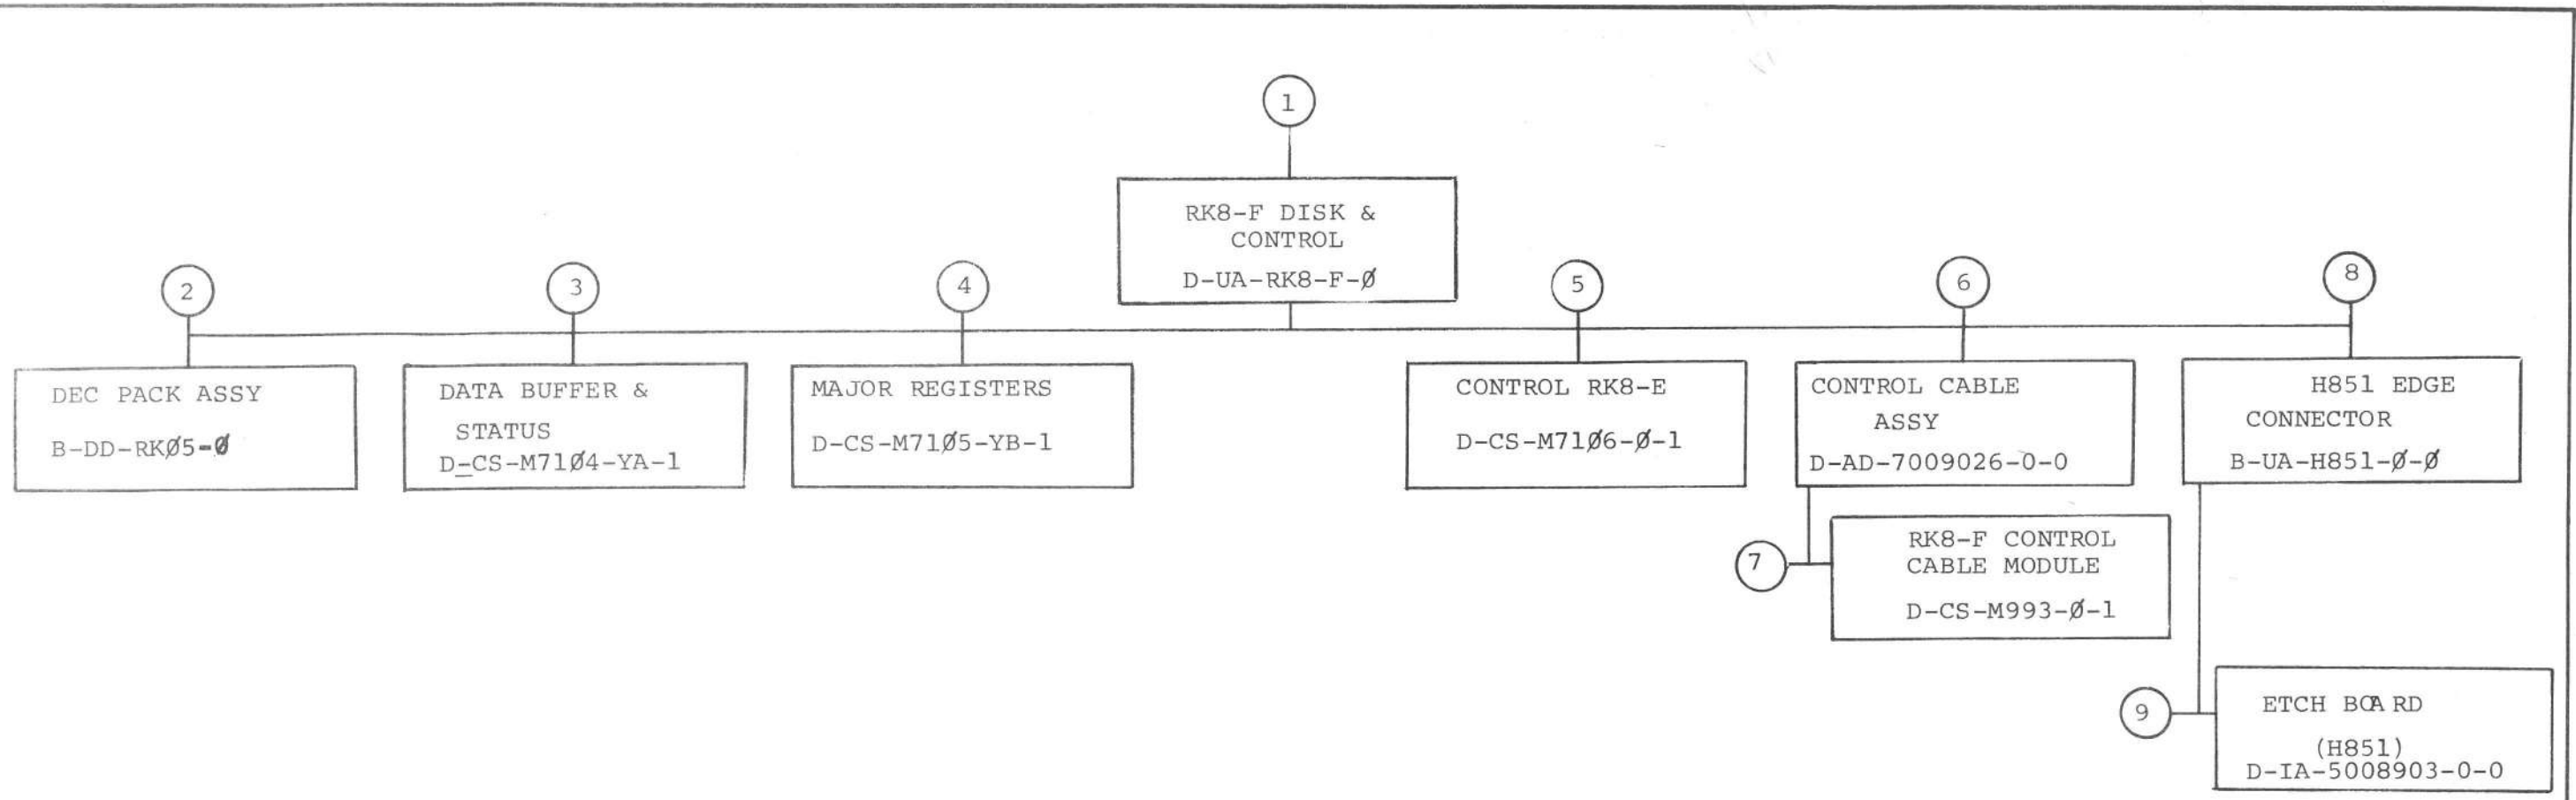 1
RK8-F DISK &
CONTROL
D-UA-RK8-F-Ø
2
DEC PACK ASSY
B-DD-RKØ5-Ø
3
DATA BUFFER &
STATUS
D-CS-M71Ø4-YA-1
4
MAJOR REGISTERS
D-CS-M71Ø5-YB-1
5
CONTROL RK8-E
D-CS-M71Ø6-Ø-1
6
CONTROL CABLE
ASSY
D-AD-7009026-0-0
7
RK8-F CONTROL
CABLE MODULE
D-CS-M993-Ø-1
8
H851 EDGE
CONNECTOR
B-UA-H851-Ø-Ø
9
ETCH BOARD
(H851)
D-IA-5008903-0-0